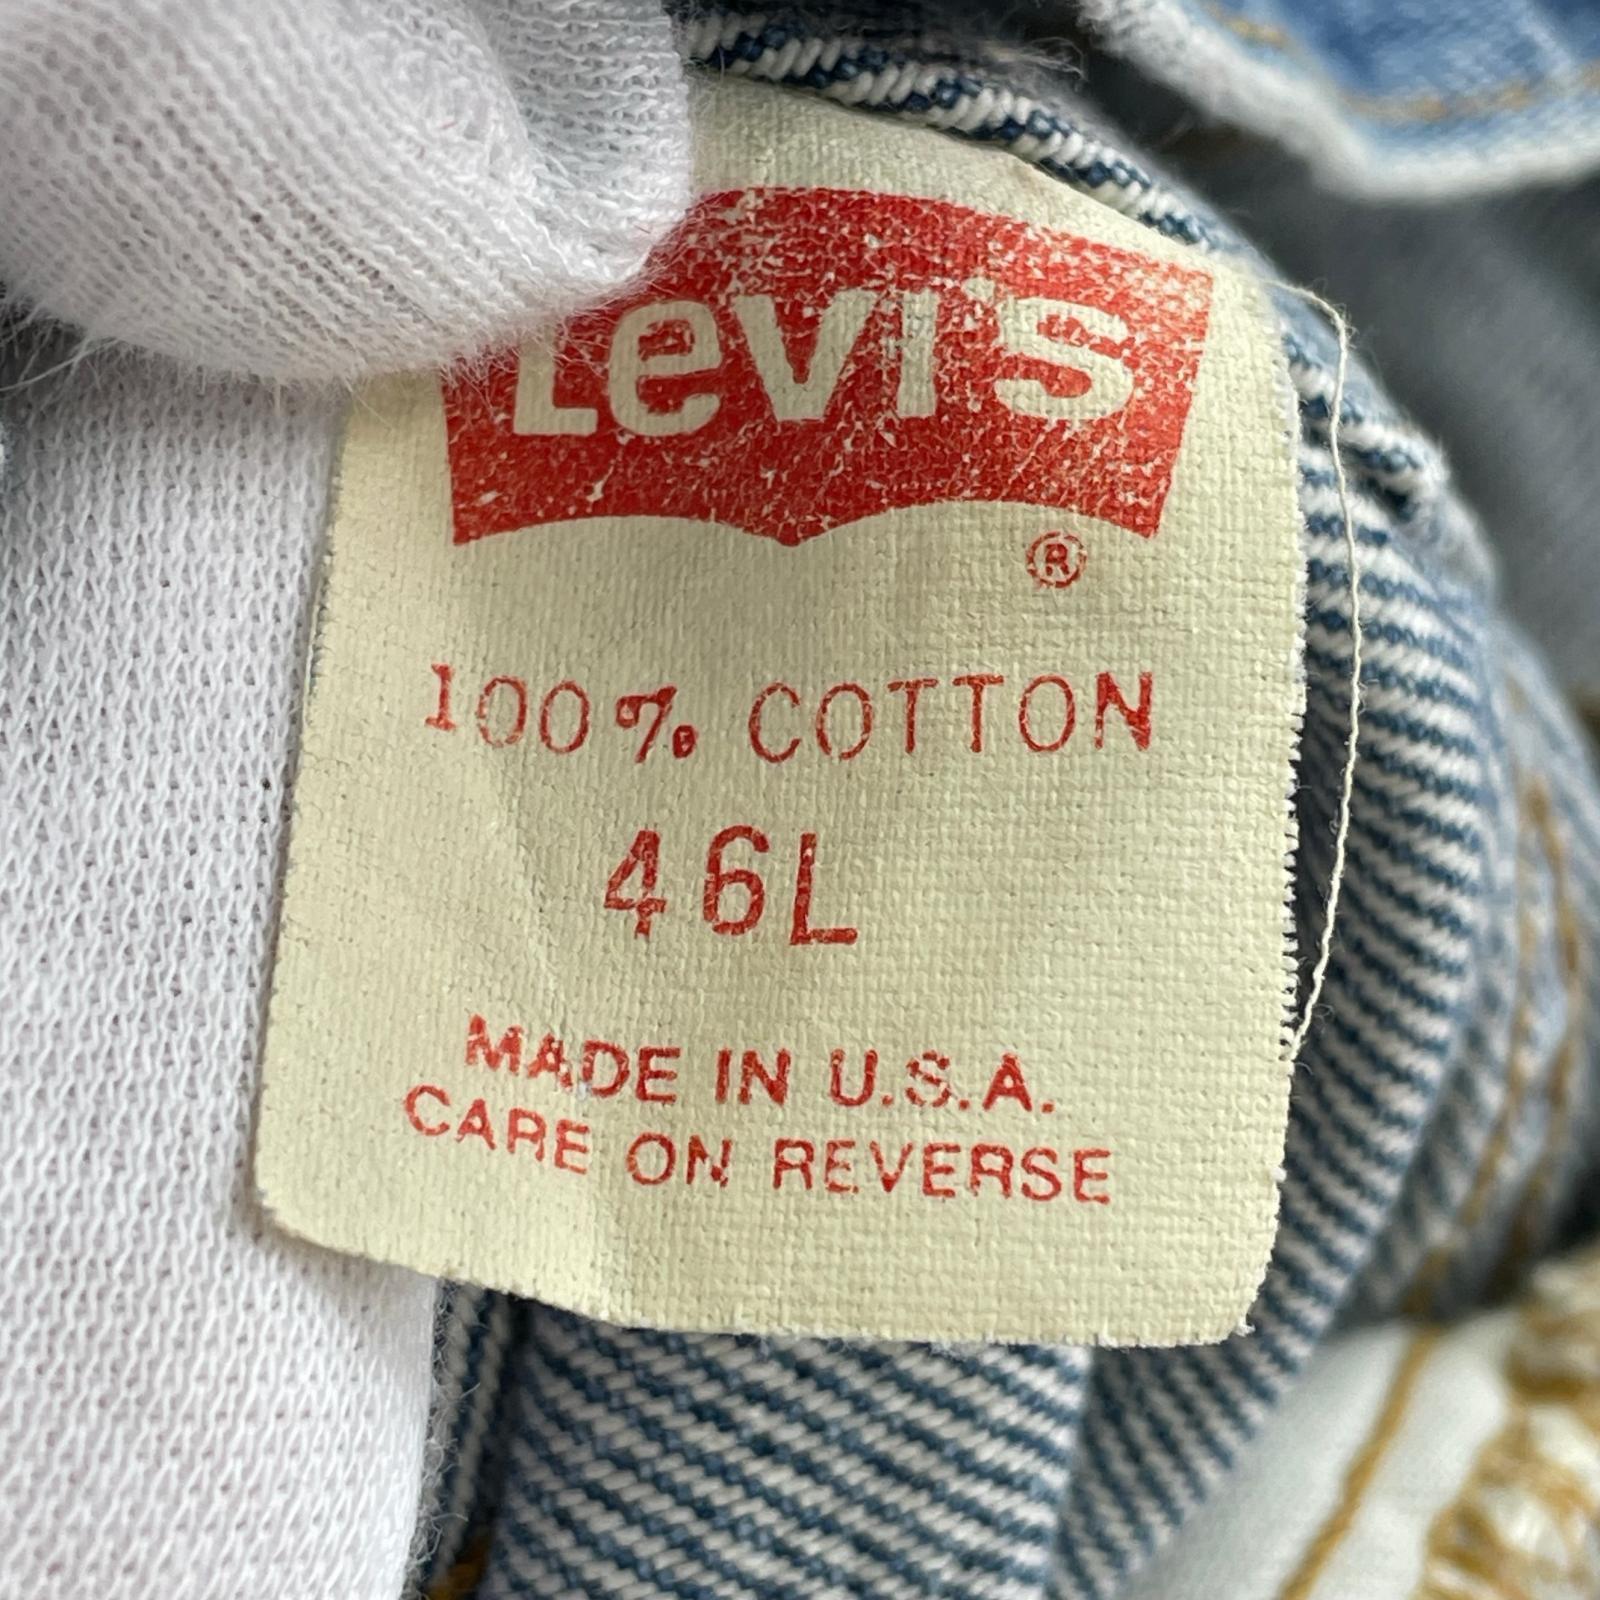 Levi's
®
100% COTTON
46L
MADE IN U.S.A.
CARE ON REVERSE